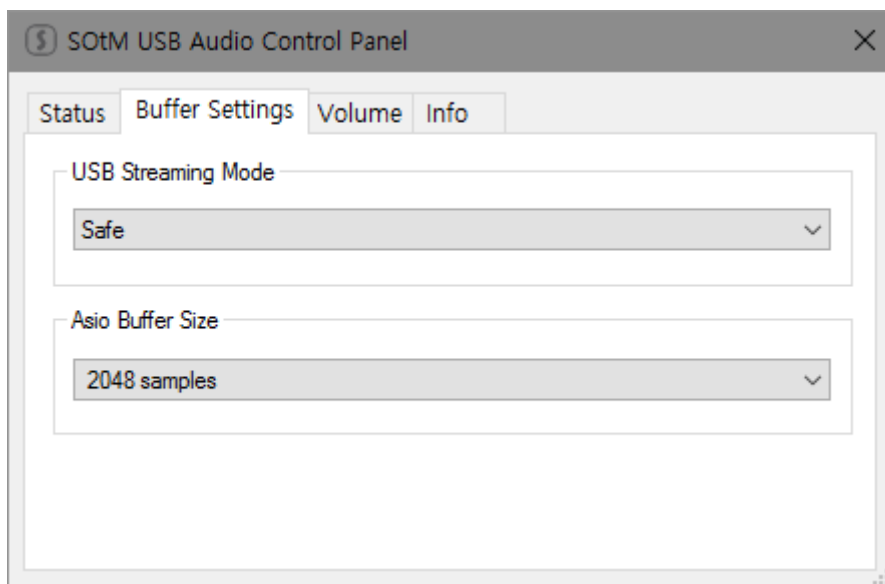 SOtM USB Audio Control Panel
Status Buffer Settings Volume Info
USB Streaming Mode
Safe
Asio Buffer Size
2048 samples